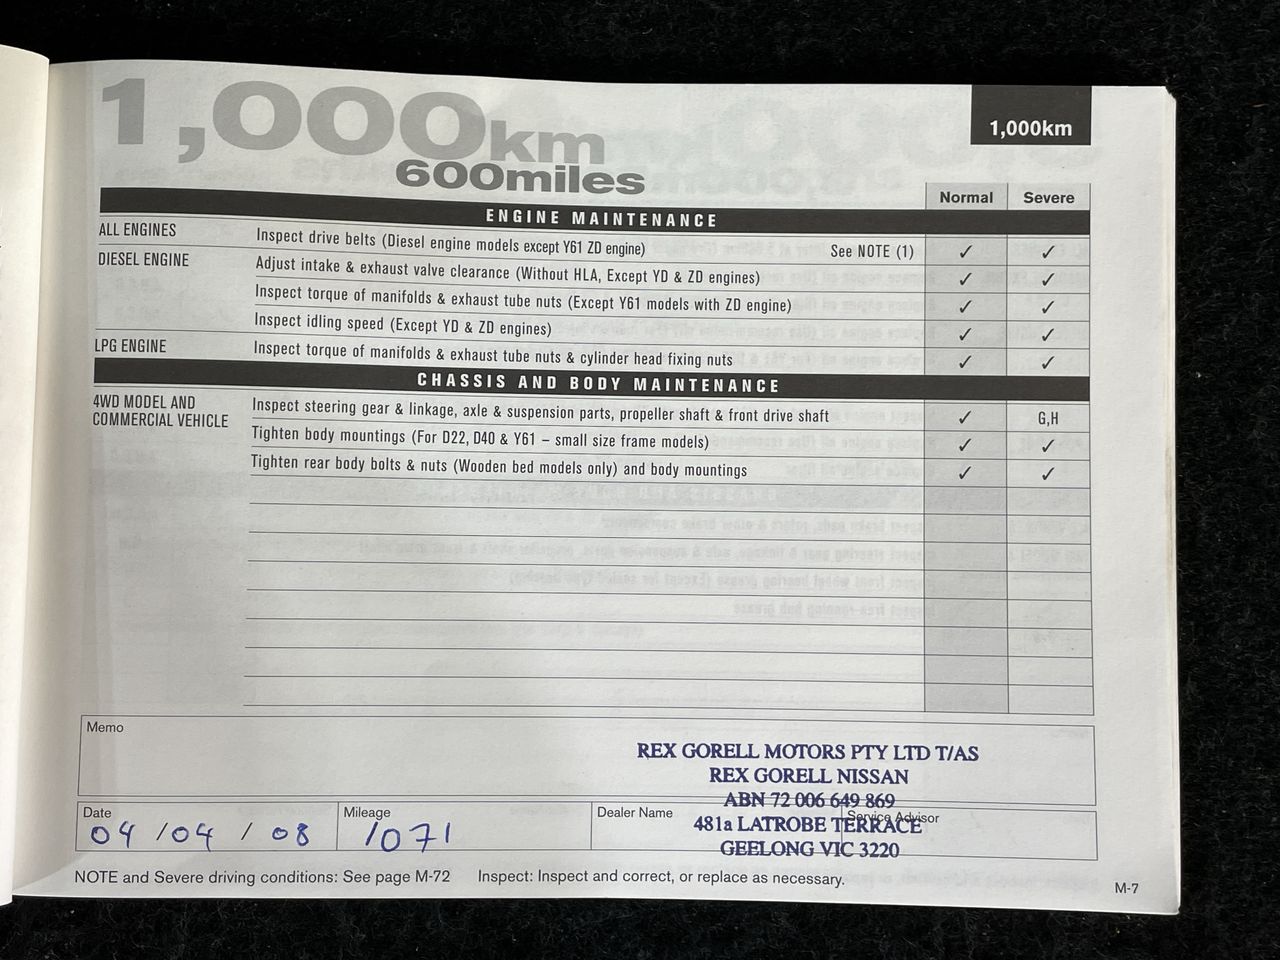 1,000km
600miles
1,000km
Normal Severe
ENGINE MAINTENANCE
ALL ENGINES Inspect drive belts (Diesel engine models except Y61 ZD engine) See NOTE (1) ✓ ✓
DIESEL ENGINE Adjust intake & exhaust valve clearance (Without HLA, Except YD & ZD engines) ✓ ✓
Inspect torque of manifolds & exhaust tube nuts (Except Y61 models with ZD engine) ✓ ✓
Inspect idling speed (Except YD & ZD engines) ✓ ✓
LPG ENGINE Inspect torque of manifolds & exhaust tube nuts & cylinder head fixing nuts ✓ ✓
CHASSIS AND BODY MAINTENANCE
4WD MODEL AND Inspect steering gear & linkage, axle & suspension parts, propeller shaft & front drive shaft ✓ G,H
COMMERCIAL VEHICLE Tighten body mountings (For D22, D40 & Y61 – small size frame models) ✓ ✓
Tighten rear body bolts & nuts (Wooden bed models only) and body mountings ✓ ✓
Memo
REX GORELL MOTORS PTY LTD T/AS
REX GORELL NISSAN
ABN 72 006 649 869
Date Mileage Dealer Name Service Advisor
04 /04 / 08 1071 481a LATROBE TERRACE
GEELONG VIC 3220
NOTE and Severe driving conditions: See page M-72 Inspect: Inspect and correct, or replace as necessary.
M-7